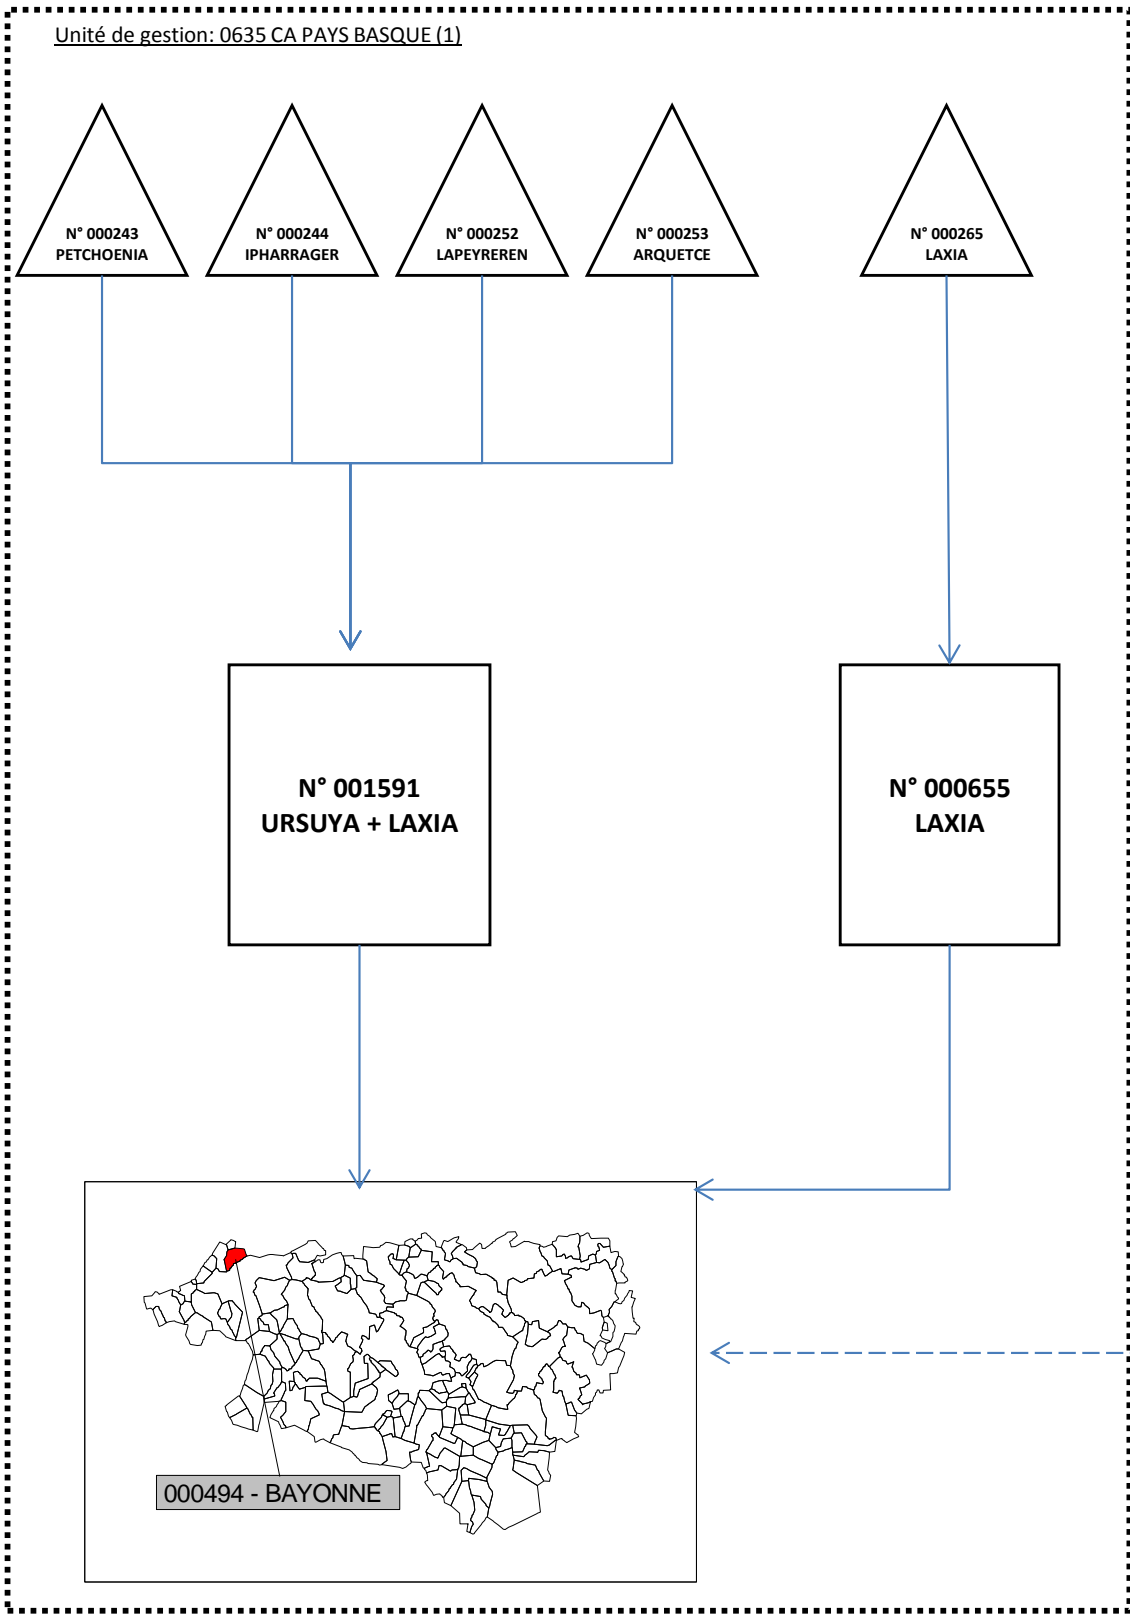 Unité de gestion: 0635 CA PAYS BASQUE (1)
N° 000243
PETCHOENIA
N° 000244
IPHARRAGER
N° 000252
LAPEYREREN
N° 000253
ARQUETCE
N° 000265
LAXIA
N° 001591
URSUYA + LAXIA
N° 000655
LAXIA
000494 - BAYONNE